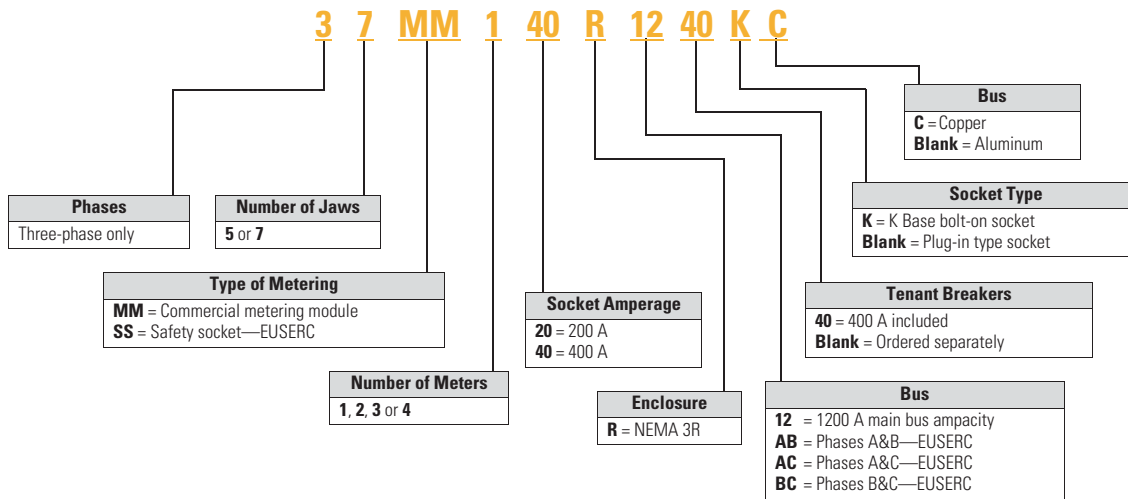 3 7 MM 1 40 R 12 40 K C
Bus
C = Copper
Blank = Aluminum
Socket Type
K = K Base bolt-on socket
Blank = Plug-in type socket
Phases
Three-phase only
Number of Jaws
5 or 7
Type of Metering
MM = Commercial metering module
SS = Safety socket—EUSERC
Socket Amperage
20 = 200 A
40 = 400 A
Tenant Breakers
40 = 400 A included
Blank = Ordered separately
Number of Meters
1, 2, 3 or 4
Enclosure
R = NEMA 3R
Bus
12 = 1200 A main bus ampacity
AB = Phases A&B—EUSERC
AC = Phases A&C—EUSERC
BC = Phases B&C—EUSERC